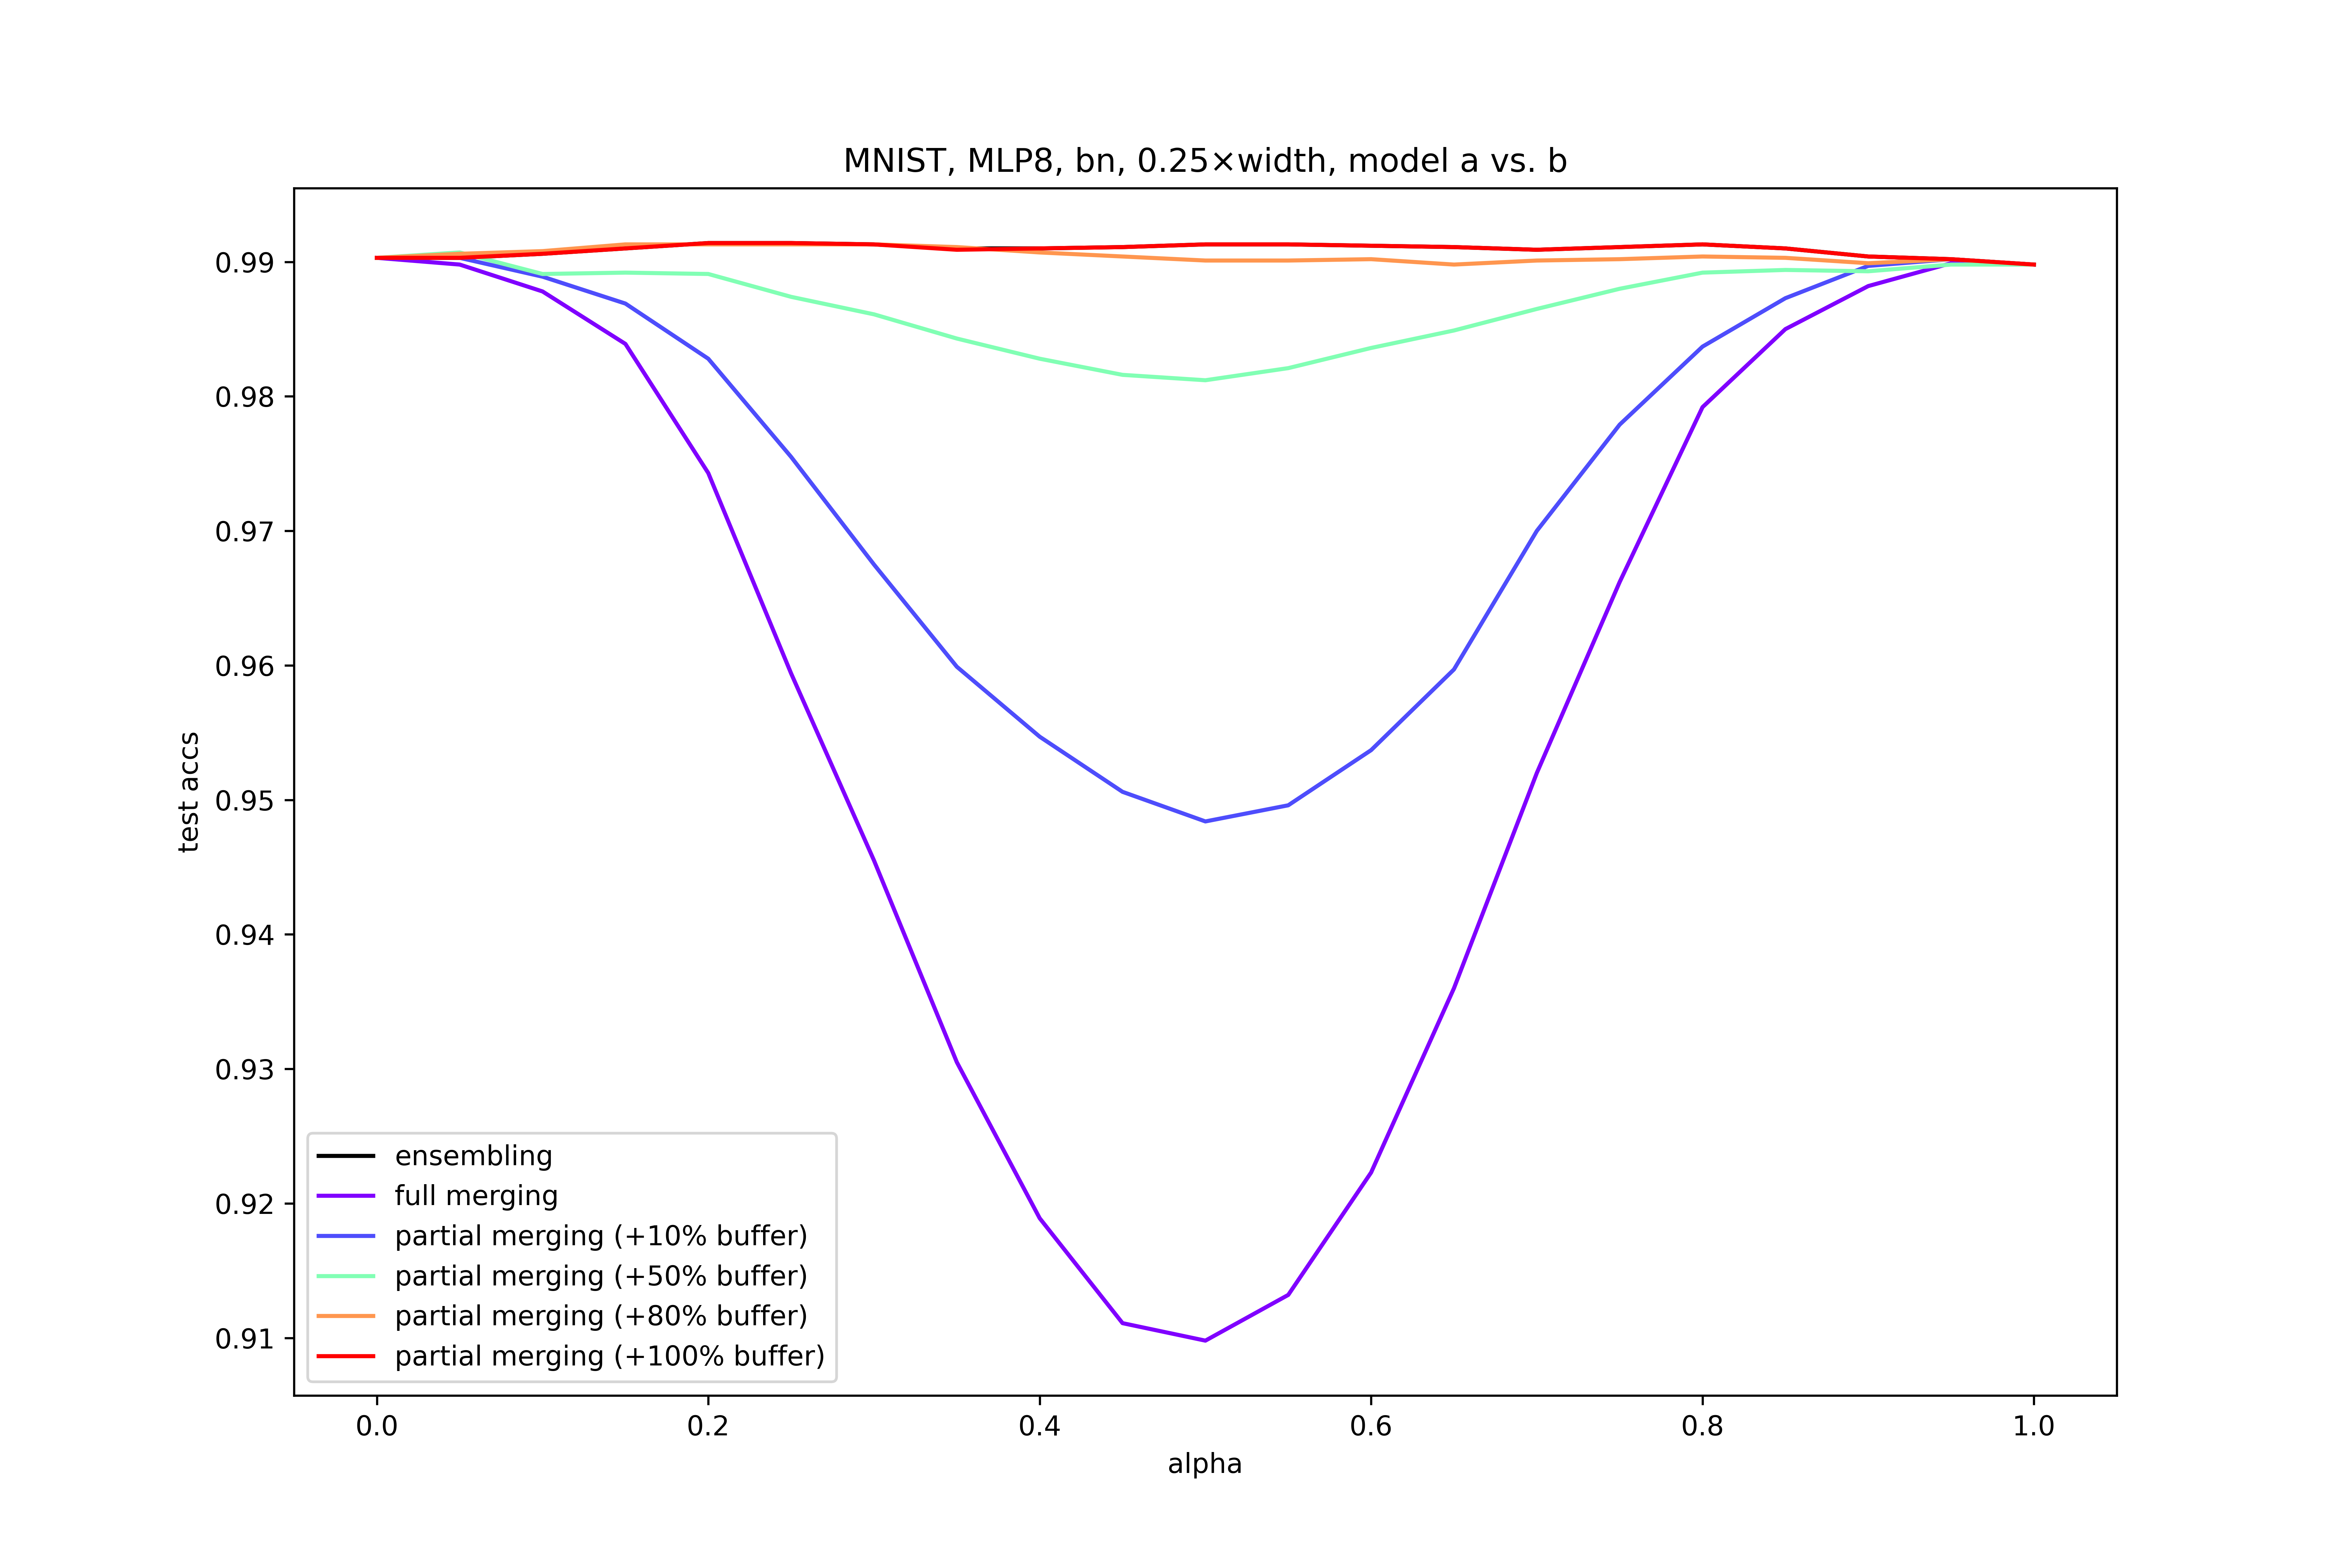 MNIST, MLP8, bn, 0.25×width, model a vs. b
0.99
0.98
0.97
0.96
0.95
0.94
0.93
0.92
0.91
test accs
ensembling
full merging
partial merging (+10% buffer)
partial merging (+50% buffer)
partial merging (+80% buffer)
partial merging (+100% buffer)
0.0 0.2 0.4 0.6 0.8 1.0
alpha